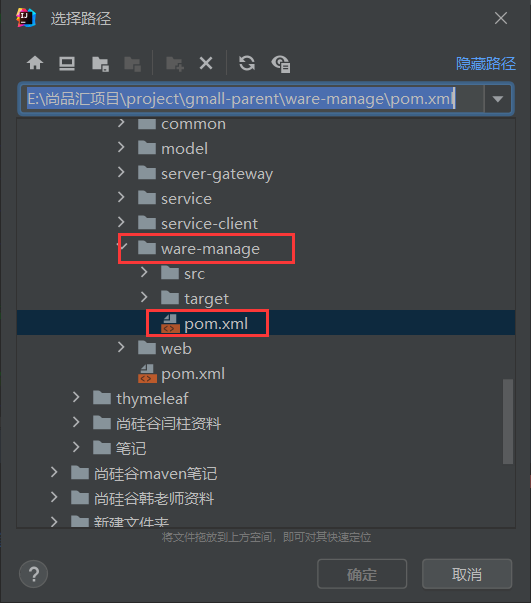 选择路径
隐藏路径
E:\尚品汇项目\project\gmall-parent\ware-manage\pom.xml
common
model
server-gateway
service
service-client
ware-manage
src
target
pom.xml
web
pom.xml
thymeleaf
尚硅谷闫柱资料
笔记
尚硅谷maven笔记
尚硅谷韩老师资料
新建文件夹
将文件拖放到上方空间，即可对其快速定位
?
确定
取消